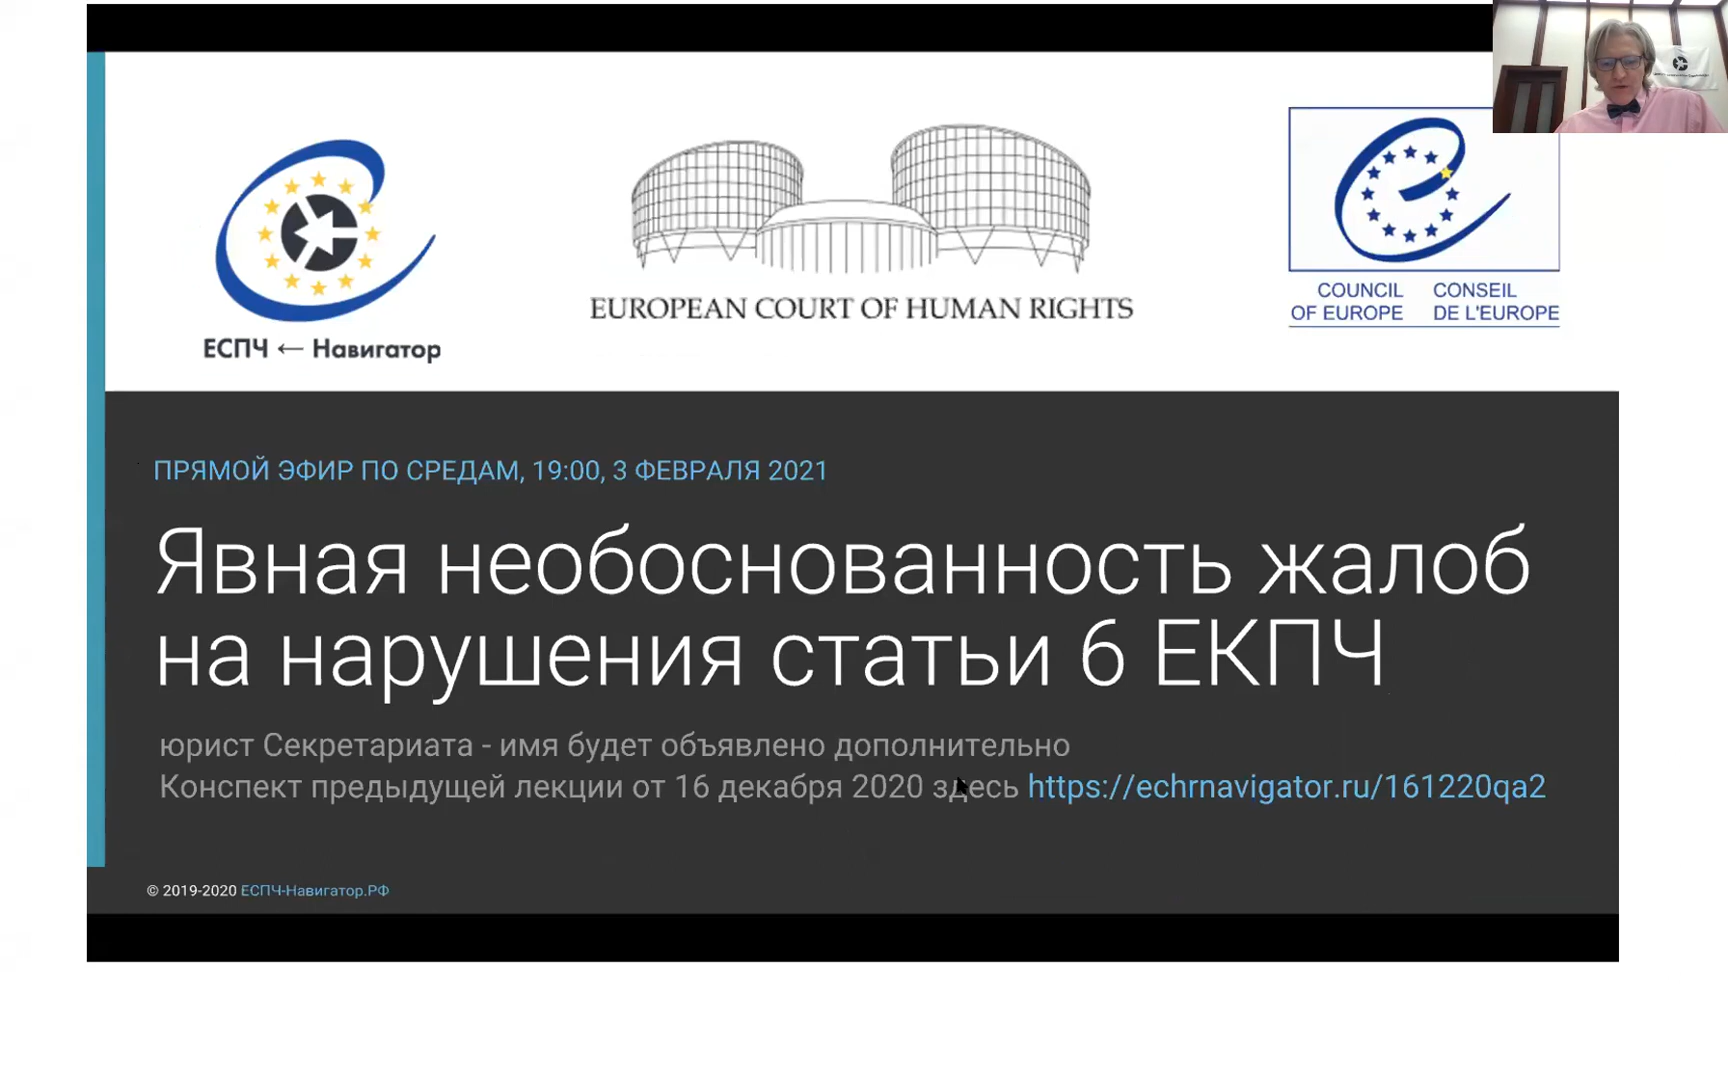 ЕСПЧ ← Навигатор
EUROPEAN COURT OF HUMAN RIGHTS
COUNCIL OF EUROPE
CONSEIL DE L'EUROPE
ПРЯМОЙ ЭФИР ПО СРЕДАМ, 19:00, 3 ФЕВРАЛЯ 2021
Явная необоснованность жалоб
на нарушения статьи 6 ЕКПЧ
юрист Секретариата - имя будет объявлено дополнительно
Конспект предыдущей лекции от 16 декабря 2020 здесь https://echrnavigator.ru/161220qa2
© 2019-2020 ЕСПЧ-Навигатор.РФ